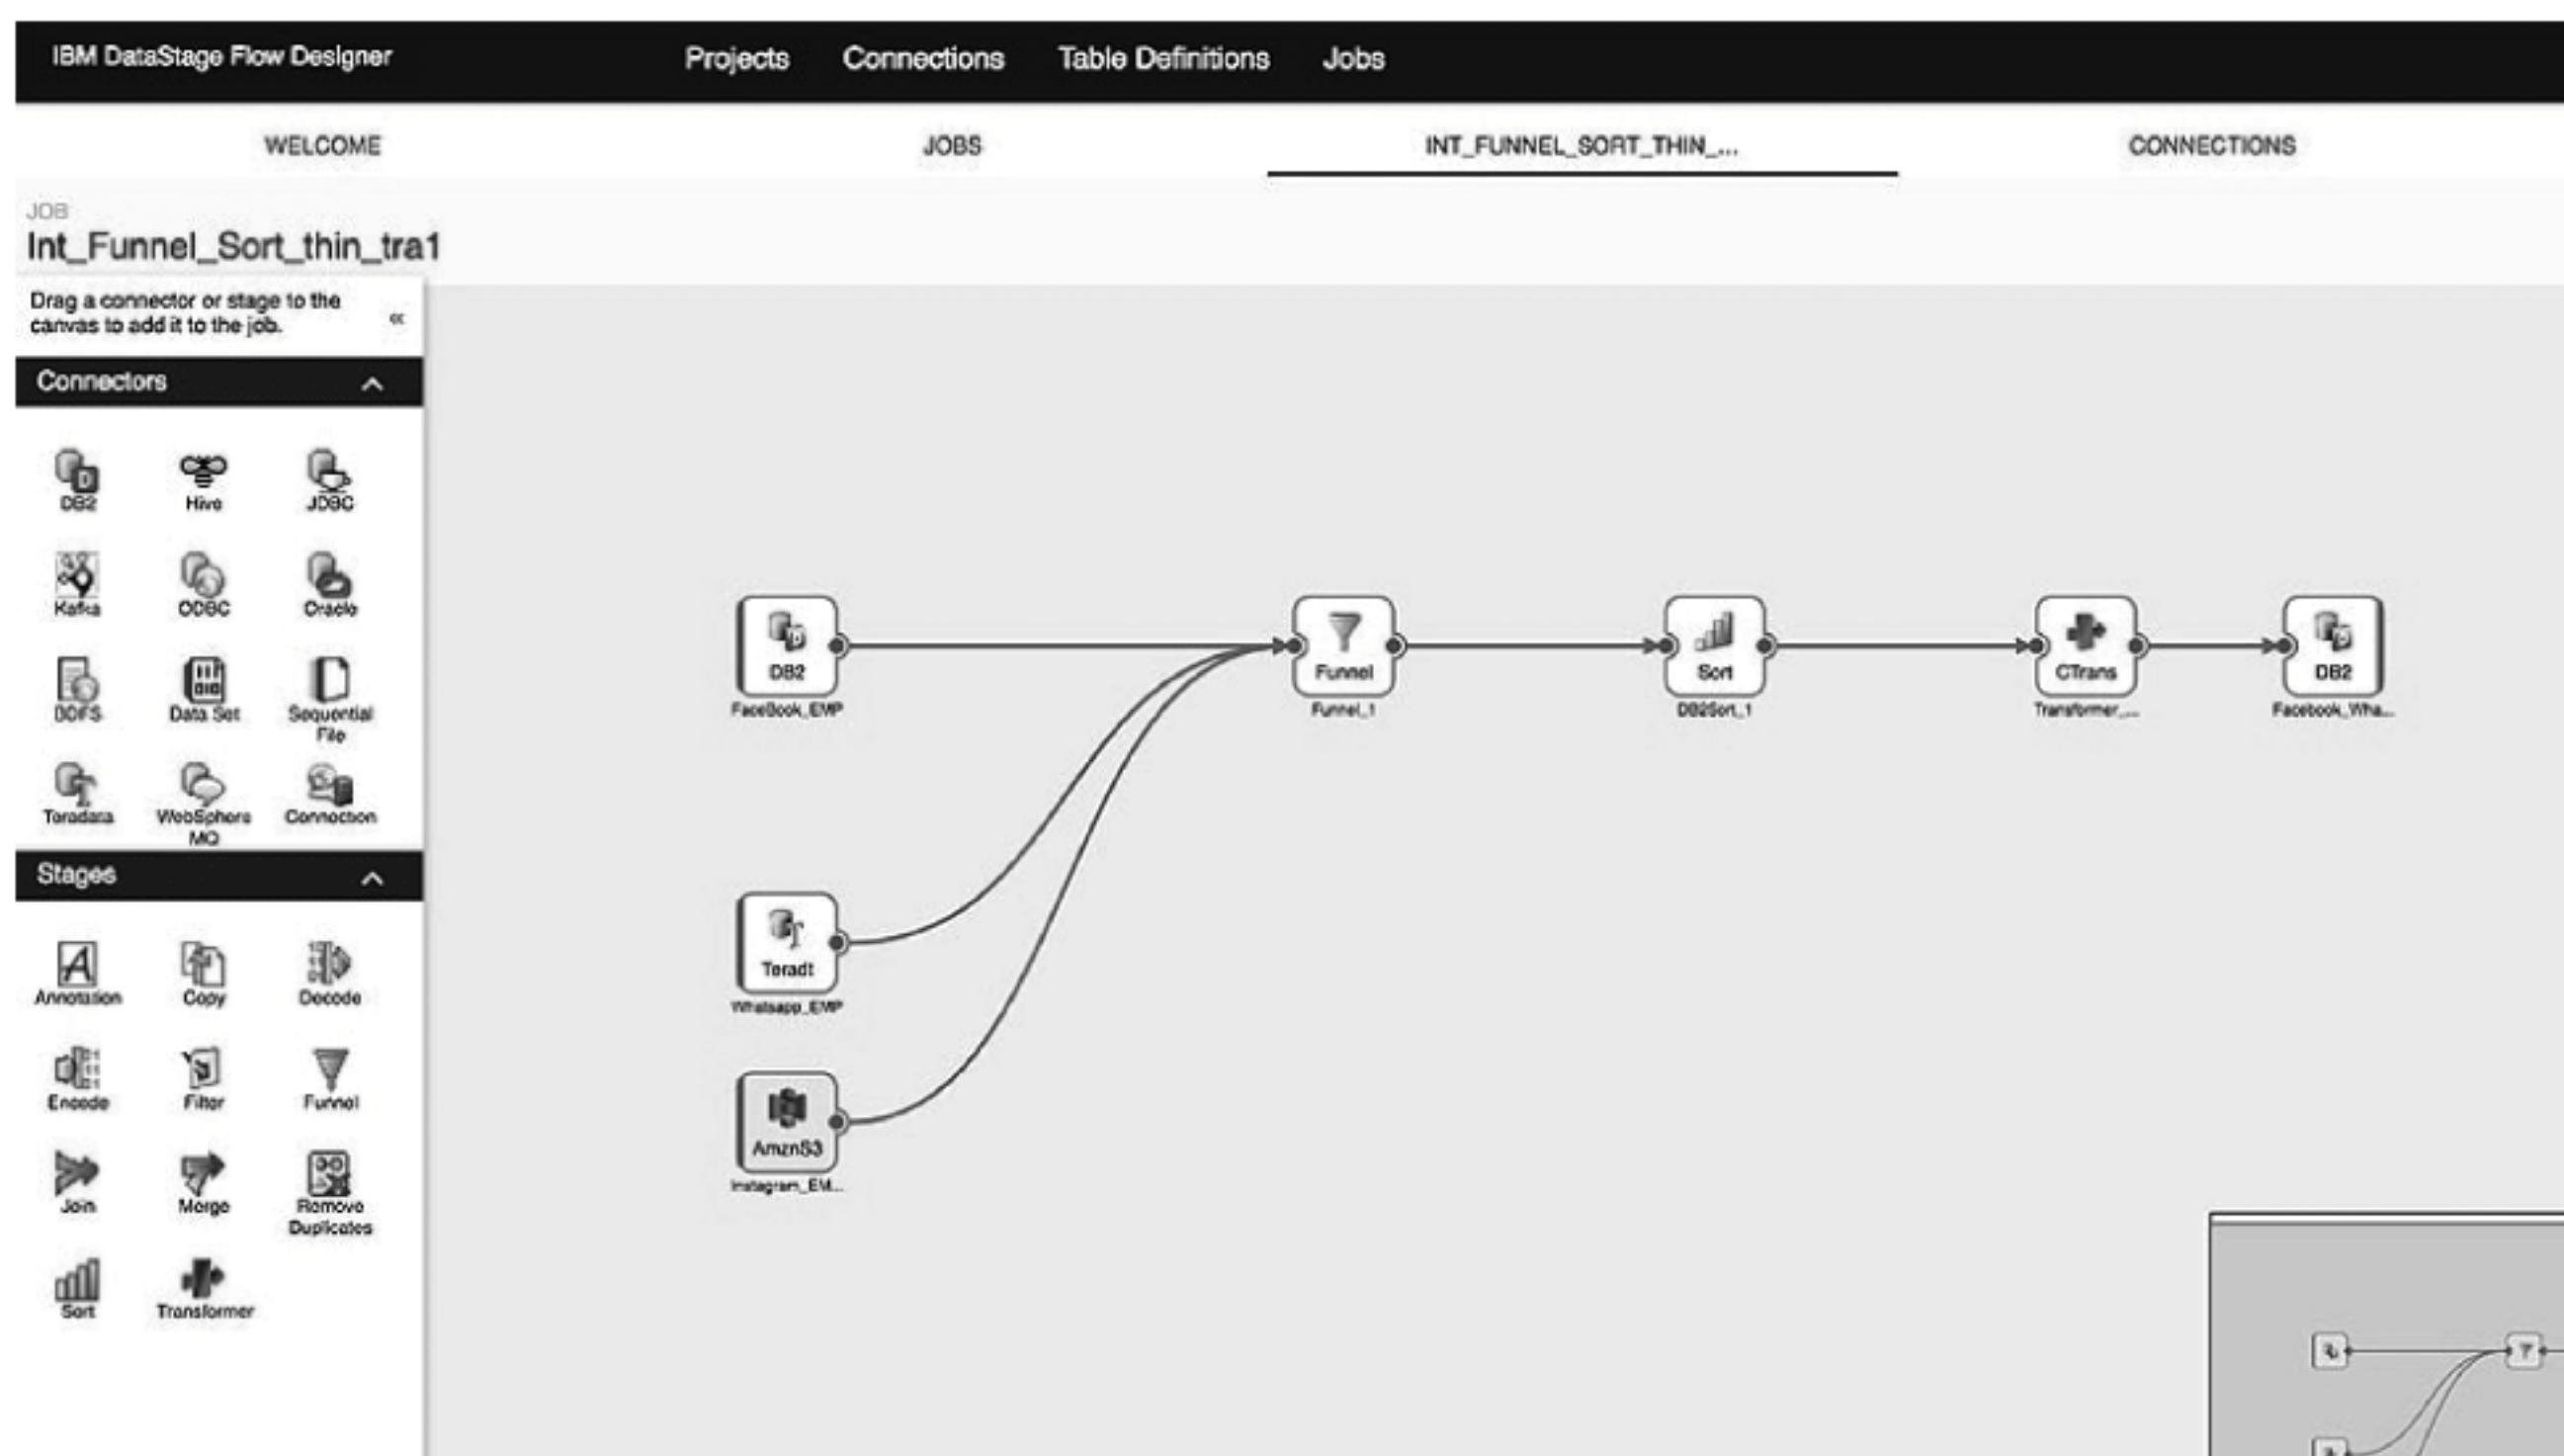 IBM DataStage Flow Designer
Projects Connections Table Definitions Jobs
WELCOME JOBS INT_FUNNEL_SORT_THIN_... CONNECTIONS
JOB
Int_Funnel_Sort_thin_tra1
Drag a connector or stage to the
canvas to add it to the job.
«
Connectors
DB2 Hive JDBC
Kafka ODBC Oracle
Data Set Sequential
File
Teradata WebSphere Connection
MQ
Stages
Annotation Copy Decode
Encode Filter Funnel
Join Merge Remove
Duplicates
Sort Transformer
DB2 Funnel Sort CTrans DB2
FaceBook_EMP Funnel_1 DB2Sort_1 Transformer_... Facebook_Wha...
Teradt
Whatsapp_EMP
AmznS3
Instagram_EM...